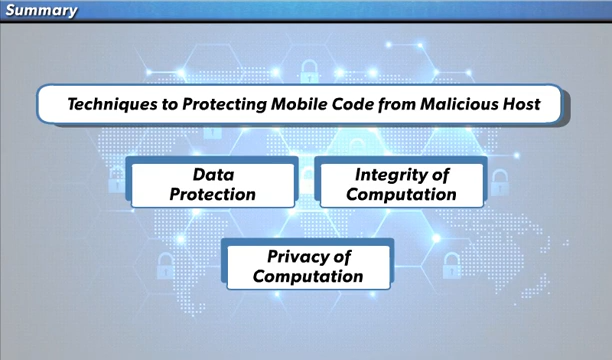 Summary
Techniques to Protecting Mobile Code from Malicious Host
Data
Protection
Integrity of
Computation
Privacy of
Computation